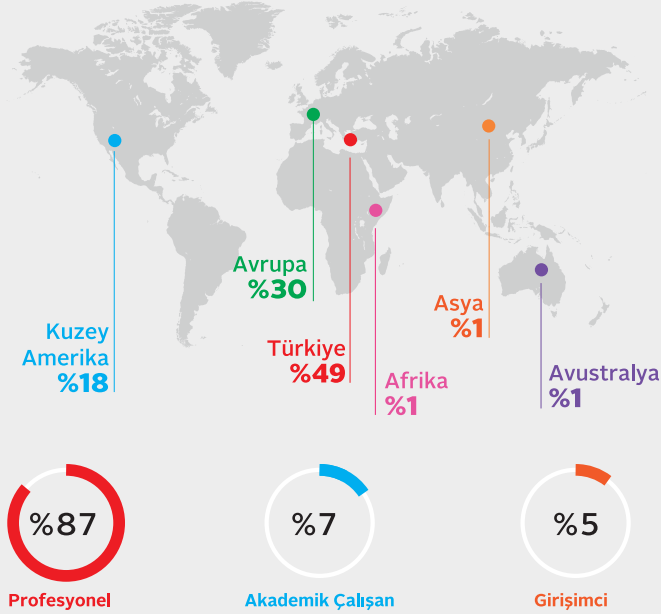 Avrupa
%30
Kuzey
Amerika
%18
Türkiye
%49
Afrika
%1
Asya
%1
Avustralya
%1
%87
Profesyonel
%7
Akademik Çalışan
%5
Girişimci